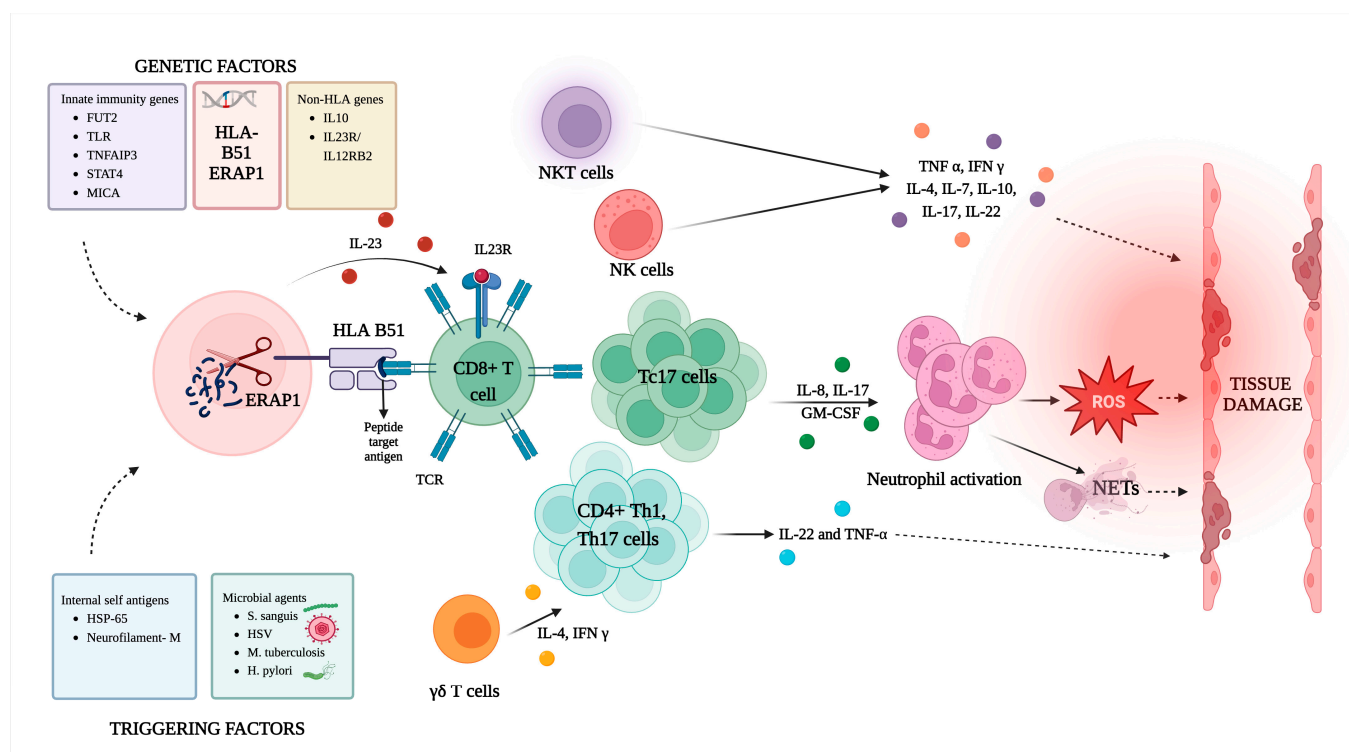 GENETIC FACTORS
Innate immunity genes
FUT2
TLR
TNFAIP3
STAT4
MICA
HLA-
B51
ERAP1
Non-HLA genes
IL10
IL23R/
IL12RB2
NKT cells
NK cells
TNF α, IFN γ
IL-4, IL-7, IL-10,
IL-17, IL-22
IL-23
IL23R
HLA B51
ERAP1
CD8+ T
cell
Peptide
target
antigen
TCR
Tc17 cells
IL-8, IL-17
GM-CSF
Neutrophil activation
ROS
NETs
TISSUE
DAMAGE
CD4+ Th1,
Th17 cells
IL-22 and TNF-α
γδ T cells
IL-4, IFN γ
Internal self antigens
HSP-65
Neurofilament- M
Microbial agents
S. sanguis
HSV
M. tuberculosis
H. pylori
TRIGGERING FACTORS